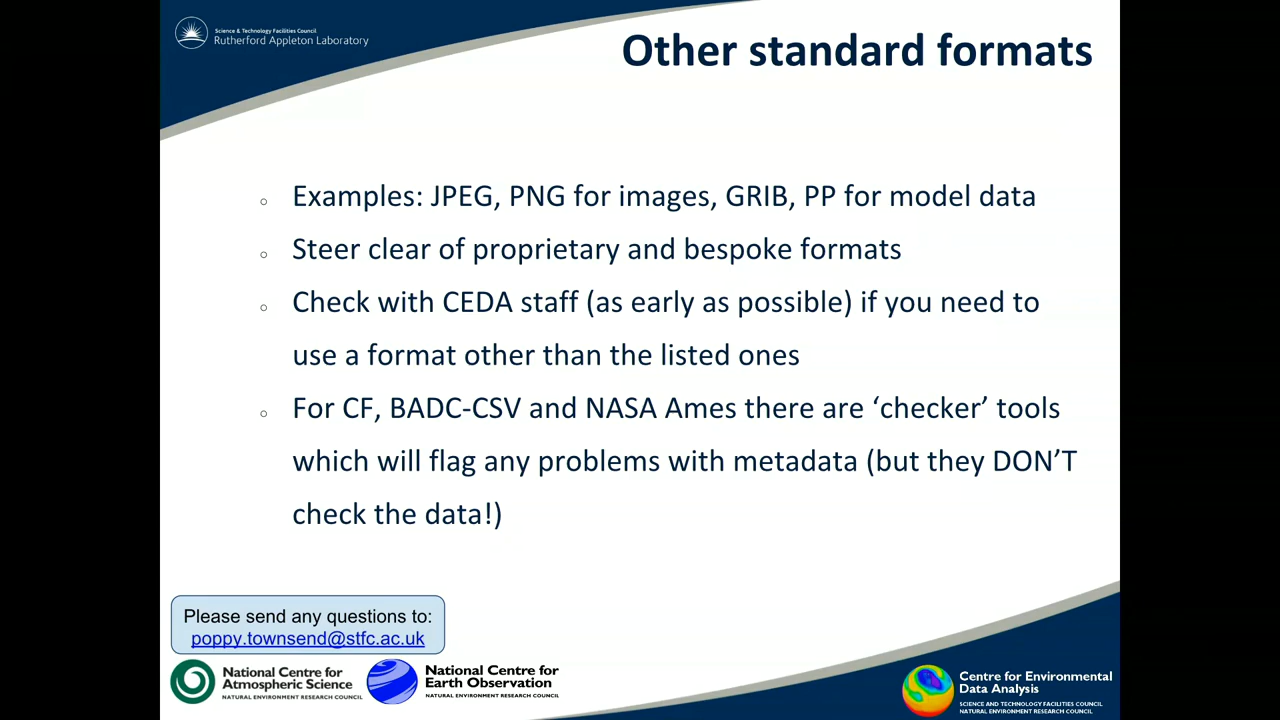 Science & Technology Facilities Council
Rutherford Appleton Laboratory
Other standard formats
Examples: JPEG, PNG for images, GRIB, PP for model data
Steer clear of proprietary and bespoke formats
Check with CEDA staff (as early as possible) if you need to
use a format other than the listed ones
For CF, BADC-CSV and NASA Ames there are ‘checker’ tools
which will flag any problems with metadata (but they DON’T
check the data!)
Please send any questions to:
poppy.townsend@stfc.ac.uk
National Centre for
Atmospheric Science
NATURAL ENVIRONMENT RESEARCH COUNCIL
National Centre for
Earth Observation
NATURAL ENVIRONMENT RESEARCH COUNCIL
Centre for Environmental
Data Analysis
SCIENCE AND TECHNOLOGY FACILITIES COUNCIL
NATURAL ENVIRONMENT RESEARCH COUNCIL